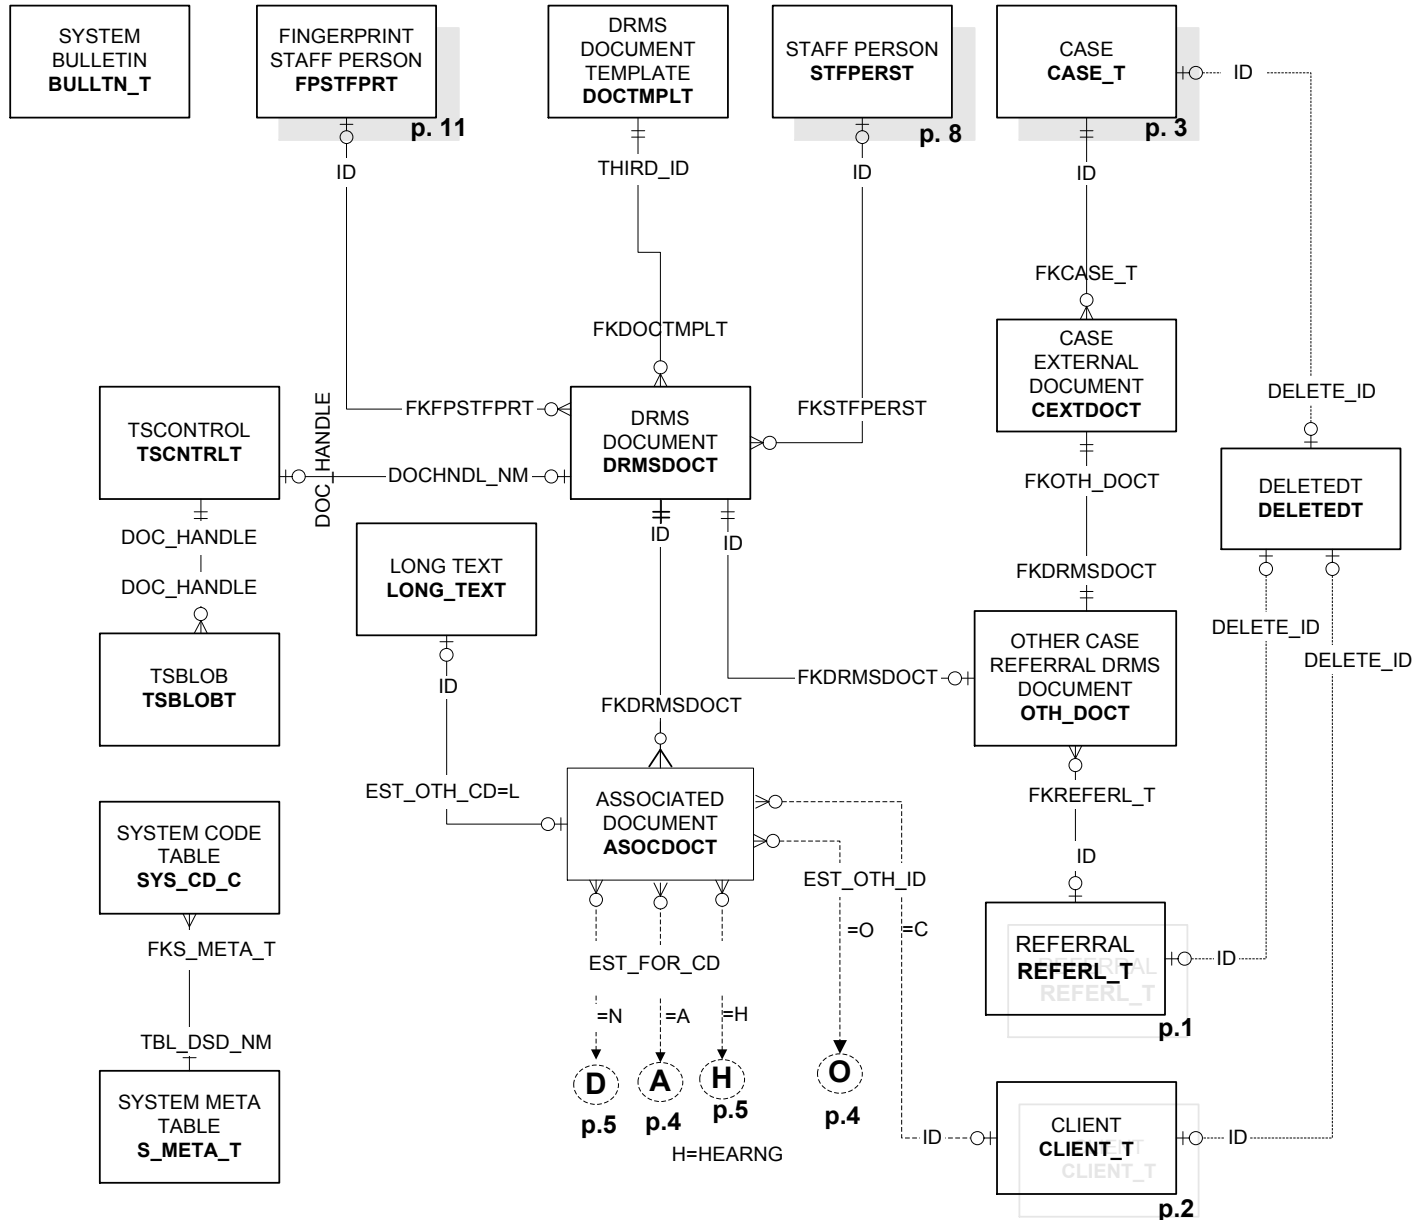 SYSTEM
BULLETIN
BULLTN_T
FINGERPRINT
STAFF PERSON
FPSTFPRT
p. 11
DRMS
DOCUMENT
TEMPLATE
DOCTMPLT
STAFF PERSON
STFPERST
p. 8
CASE
CASE_T
p. 3
ID
ID
THIRD_ID
ID
ID
FKCASE_T
FKDOCTMPLT
CASE
EXTERNAL
DOCUMENT
CEXTDOCT
DELETE_ID
FKFPSTFPRT
FKSTFPERST
TSCONTROL
TSCNTRLT
DOC_HANDLE
DOCHNDL_NM
DRMS
DOCUMENT
DRMSDOCT
FKOTH_DOCT
DELETEDT
DELETEDT
DOC_HANDLE
DOC_HANDLE
ID
ID
LONG TEXT
LONG_TEXT
FKDRMSDOCT
TSBLOB
TSBLOBT
ID
FKDRMSDOCT
FKDRMSDOCT
OTHER CASE
REFERRAL DRMS
DOCUMENT
OTH_DOCT
DELETE_ID
DELETE_ID
EST_OTH_CD=L
ASSOCIATED
DOCUMENT
ASOCDOCT
FKREFERL_T
SYSTEM CODE
TABLE
SYS_CD_C
EST_OTH_ID
ID
FKS_META_T
EST_FOR_CD
=O
=C
REFERRAL
REFERL_T
REFERRAL
REFERL_T
ID
p.1
=N
=A
=H
TBL_DSD_NM
SYSTEM META
TABLE
S_META_T
D
p.5
A
p.4
H
p.5
O
p.4
H=HEARNG
ID
CLIENT
CLIENT_T
CLIENT
CLIENT_T
ID
p.2